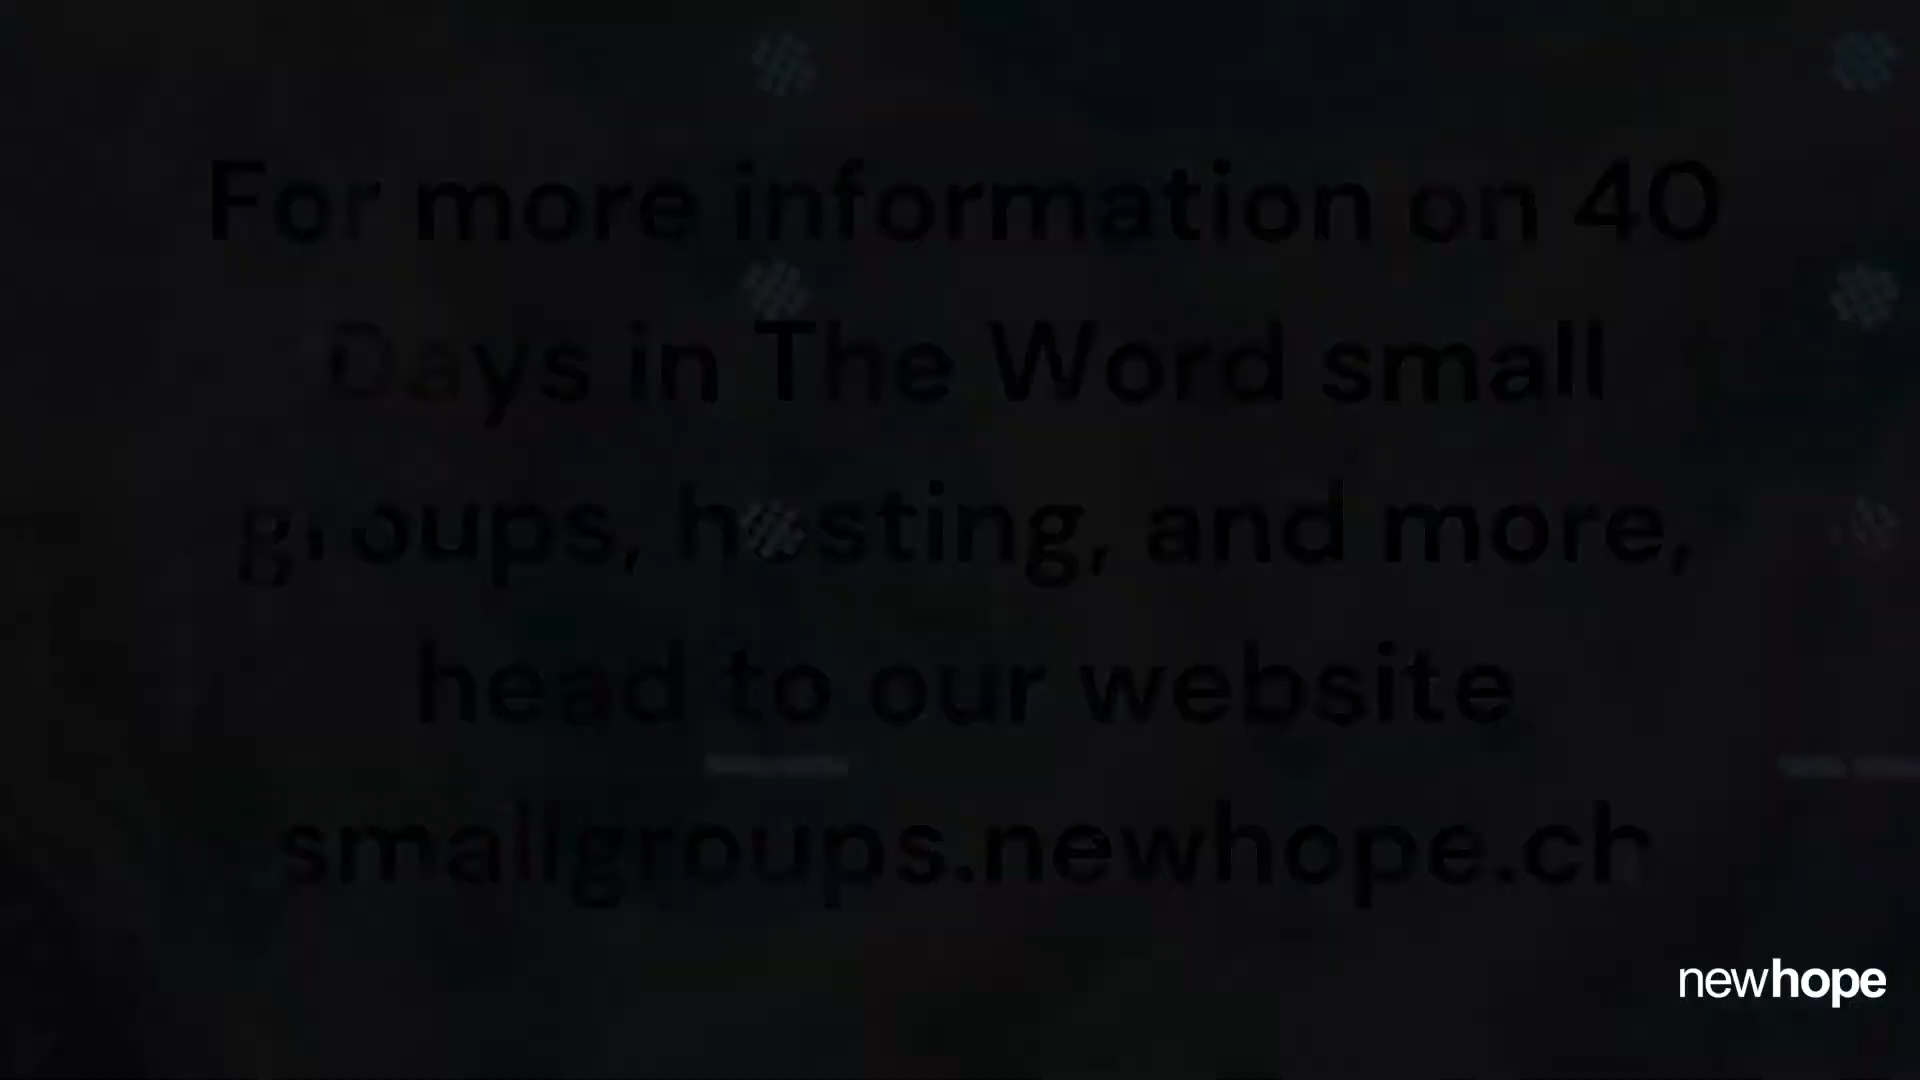 For more information on 40
Days in The Word small
groups, hosting, and more,
head to our website
smallgroups.newhope.ch
newhope